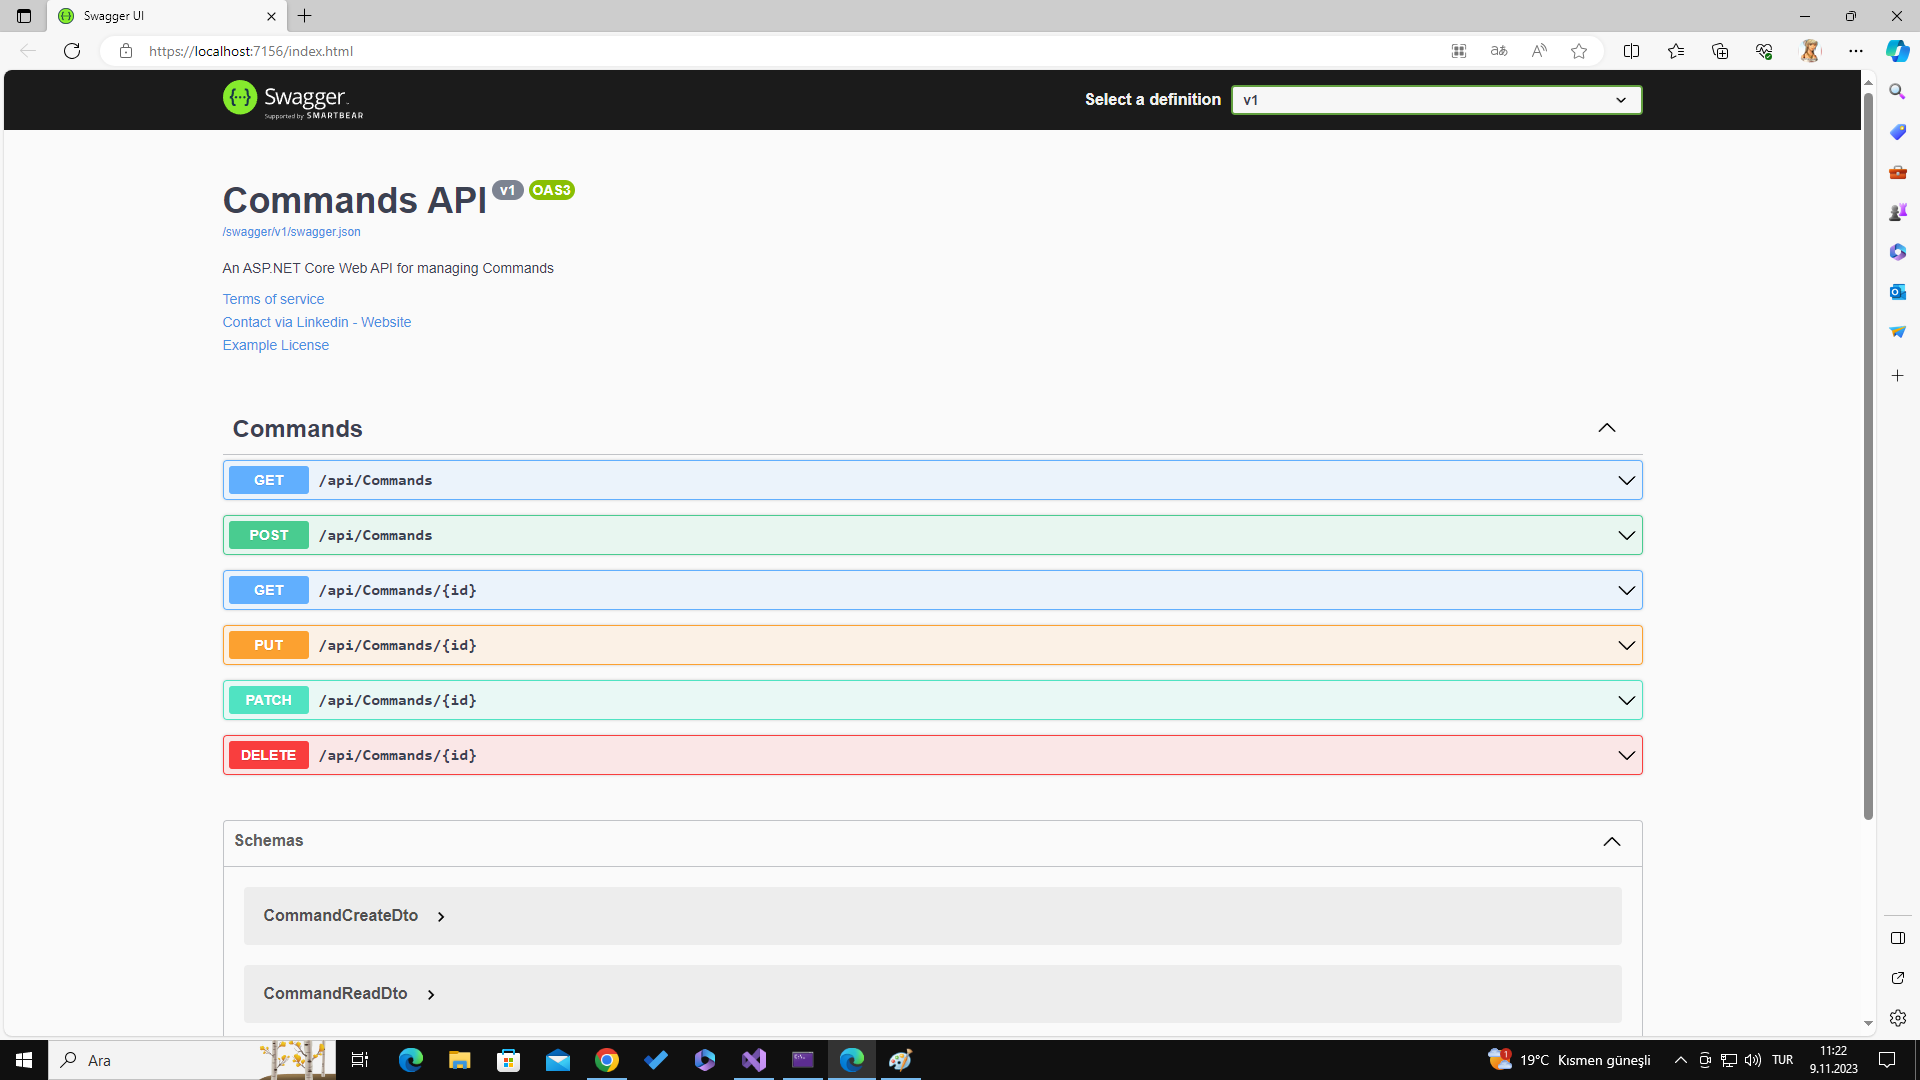 Swagger UI
https://localhost:7156/index.html
Swagger.
Supported by SMARTBEAR
Select a definition
v1
Commands API v1 OAS3
/swagger/v1/swagger.json
An ASP.NET Core Web API for managing Commands
Terms of service
Contact via Linkedin - Website
Example License
Commands
GET /api/Commands
POST /api/Commands
GET /api/Commands/{id}
PUT /api/Commands/{id}
PATCH /api/Commands/{id}
DELETE /api/Commands/{id}
Schemas
CommandCreateDto
CommandReadDto
Ara
1
19°C Kısmen güneşli
TUR
11:22
9.11.2023